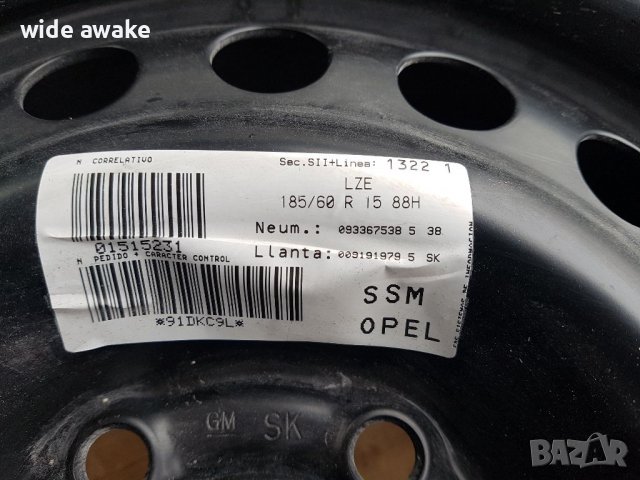 wide awake
N CORRELATIVO
Sec.SII+Linea: 1322 1
LZE
185/60 R 15 88H
Neum.: 093367538 5 38
01515231
Llanta: 009191979 5 SK
N PEDIDO + CARACTER CONTROL
*91DKC9L*
SSM
OPEL
GM SK
BAZAR